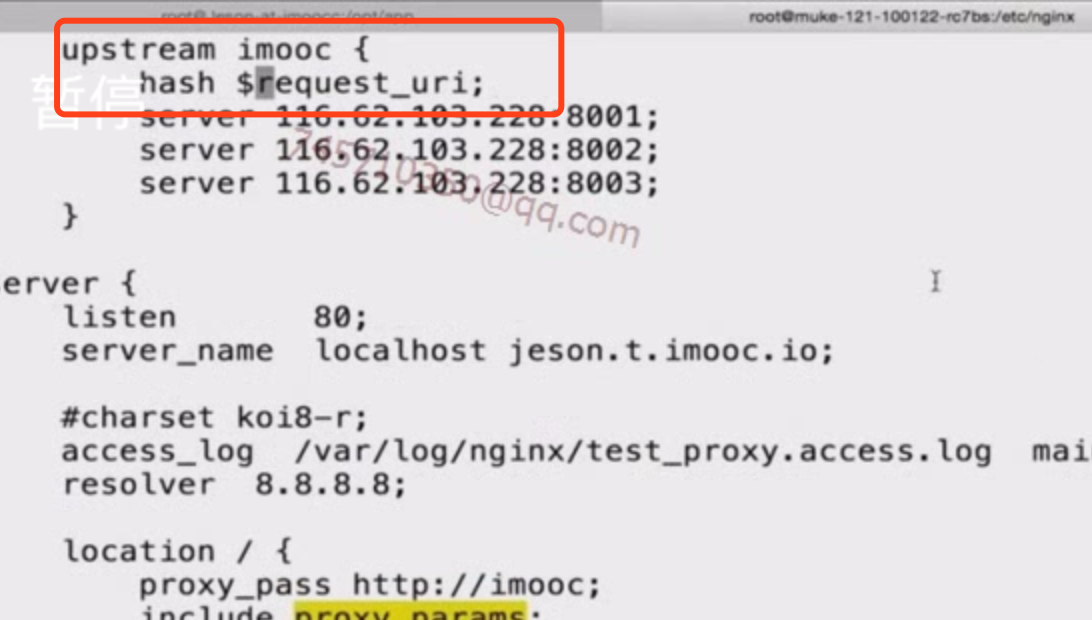 root@Jeson-at-imoocc:/opt/app root@muke-121-100122-rc7bs:/etc/nginx
upstream imooc {
hash $request_uri;
暂停
server 116.62.103.228:8001;
server 116.62.103.228:8002;
server 116.62.103.228:8003;
745710380@qq.com
}
erver {
listen 80;
server_name localhost jeson.t.imooc.io;
#charset koi8-r;
access_log /var/log/nginx/test_proxy.access.log mai
resolver 8.8.8.8;
location / {
proxy_pass http://imooc;
include proxy_params;